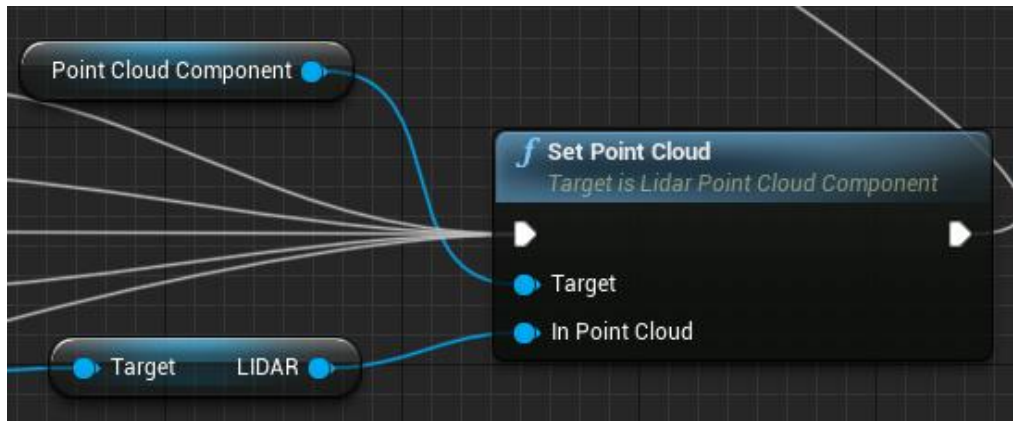 Point Cloud Component
f Set Point Cloud
Target is Lidar Point Cloud Component
Target
In Point Cloud
Target LIDAR